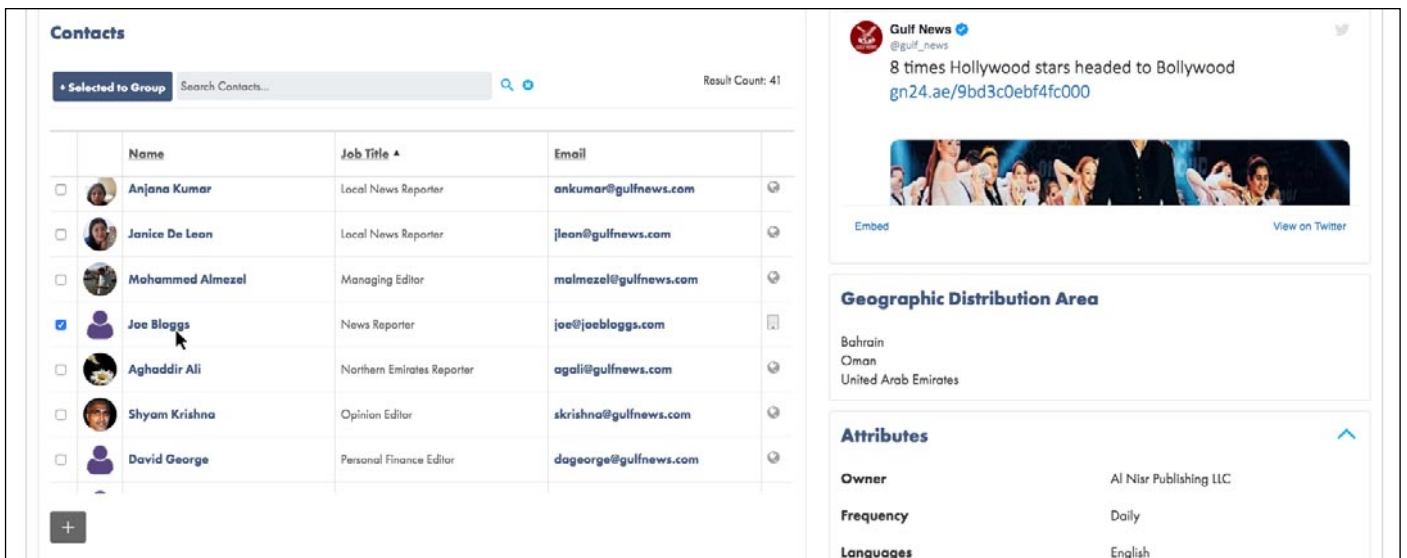 Contacts
+ Selected to Group
Search Contacts...
Result Count: 41
Name Job Title ▲ Email
Anjana Kumar Local News Reporter ankumar@gulfnews.com
Janice De Leon Local News Reporter jleon@gulfnews.com
Mohammed Almezel Managing Editor malmezel@gulfnews.com
Joe Bloggs News Reporter joe@joebloggs.com
Aghaddir Ali Northern Emirates Reporter agali@gulfnews.com
Shyam Krishna Opinion Editor skrishna@gulfnews.com
David George Personal Finance Editor dageorge@gulfnews.com
+
Gulf News
@gulf_news
8 times Hollywood stars headed to Bollywood
gn24.ae/9bd3c0ebf4fc000
Embed View on Twitter
Geographic Distribution Area
Bahrain
Oman
United Arab Emirates
Attributes
Owner Al Nisr Publishing LLC
Frequency Daily
Languages English